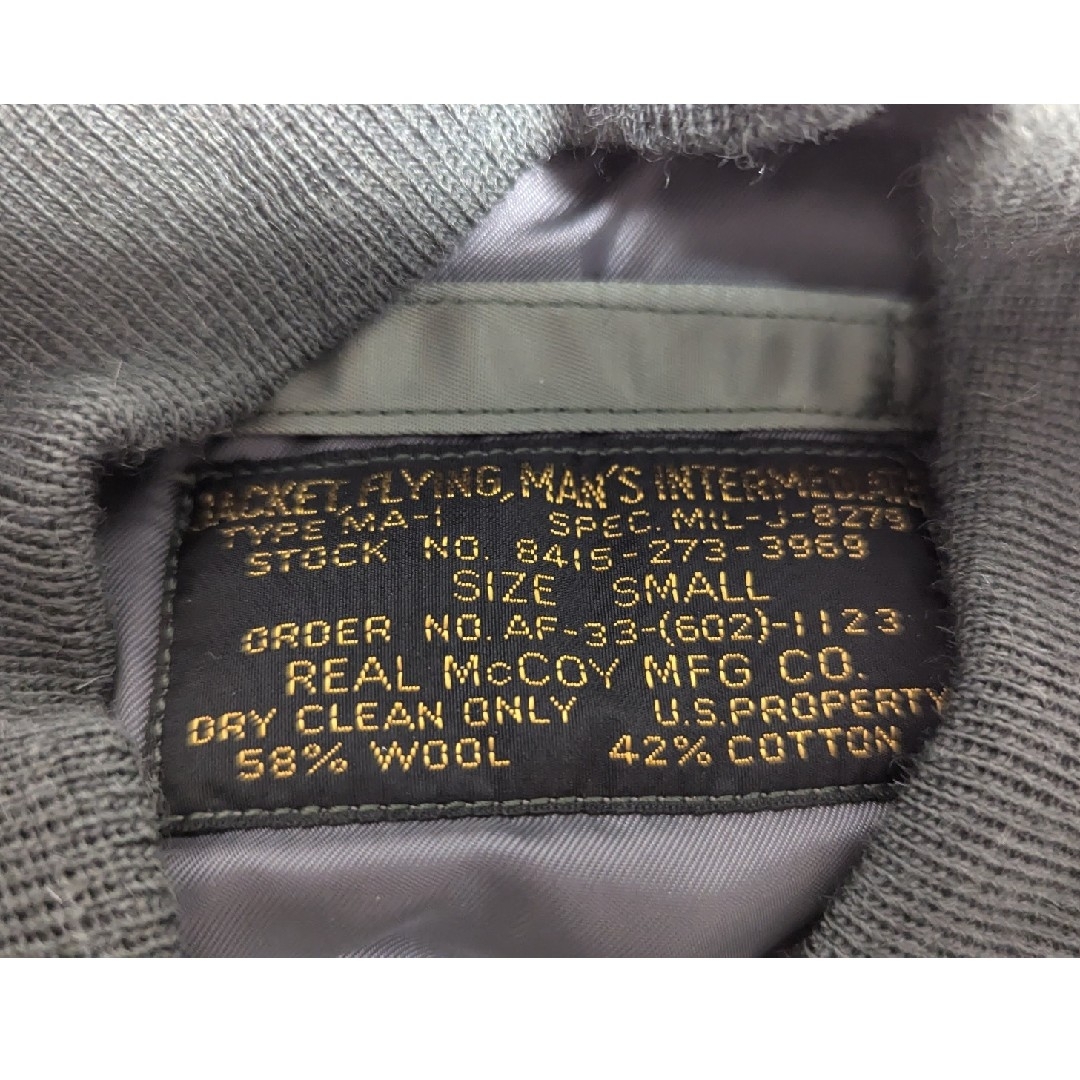 JACKET, FLYING, MAN'S INTERMEDIATE
TYPE MA-1 SPEC. MIL-J-8279
STOCK NO. 8415-273-3969
SIZE SMALL
ORDER NO. AF-33-(602)-1123
REAL McCOY MFG CO.
DRY CLEAN ONLY U.S. PROPERTY
58% WOOL 42% COTTON